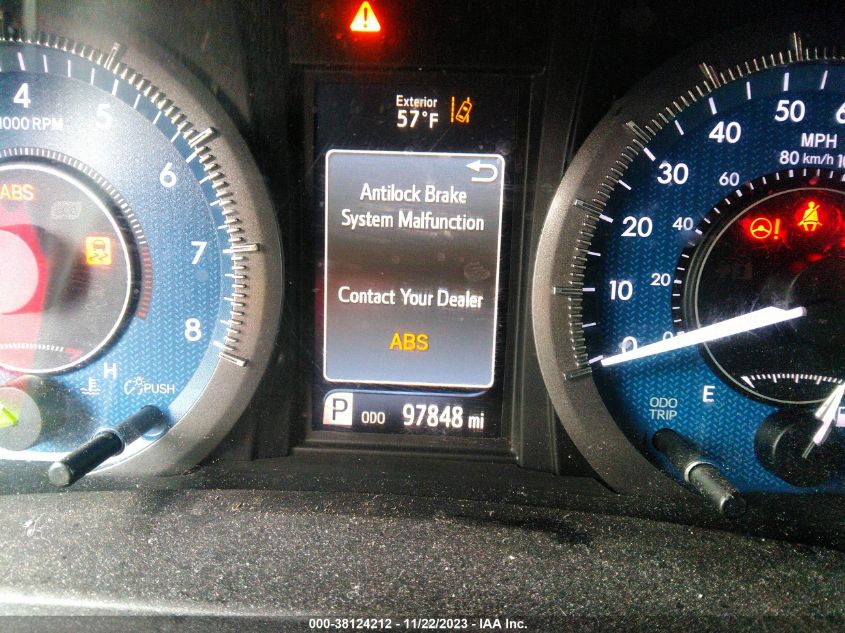 Exterior
57°F
Antilock Brake
System Malfunction
Contact Your Dealer
ABS
P ODO 97848 mi
4
5
6
7
8
1000 RPM
ABS
H
PUSH
0
10
20
30
40
50
MPH
80 km/h
60
40
20
ODO
TRIP
E
000-38124212 - 11/22/2023 - IAA Inc.